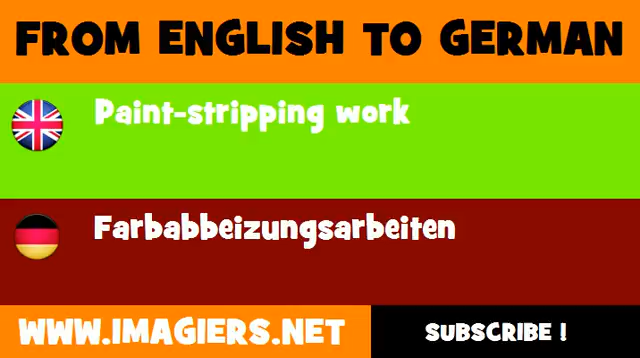 FROM ENGLISH TO GERMAN
Paint-stripping work
Farbabbeizungsarbeiten
WWW.IMAGIERS.NET
SUBSCRIBE !